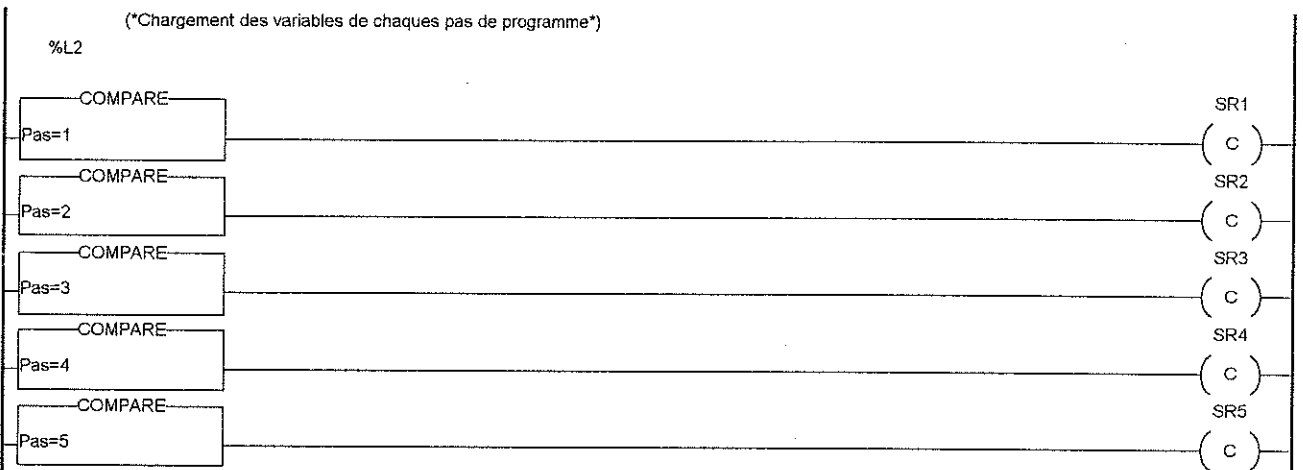 (*Chargement des variables de chaques pas de programme*)
%L2
COMPARE
SR1
Pas=1
C
COMPARE
SR2
Pas=2
C
COMPARE
SR3
Pas=3
C
COMPARE
SR4
Pas=4
C
COMPARE
SR5
Pas=5
C